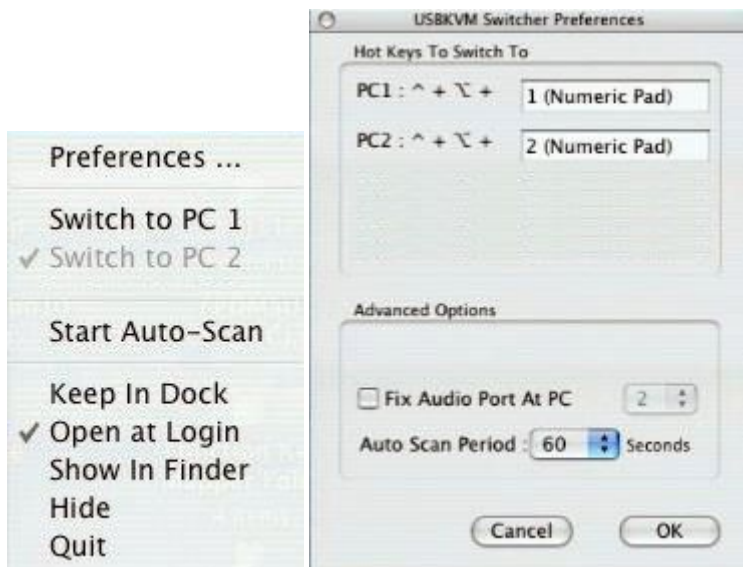 Preferences ...
Switch to PC 1
✓ Switch to PC 2
Start Auto-Scan
Keep In Dock
✓ Open at Login
Show In Finder
Hide
Quit
USBKVM Switcher Preferences
Hot Keys To Switch To
PC1 : ^ + ⌥ + 1 (Numeric Pad)
PC2 : ^ + ⌥ + 2 (Numeric Pad)
Advanced Options
Fix Audio Port At PC 2
Auto Scan Period : 60 Seconds
Cancel OK